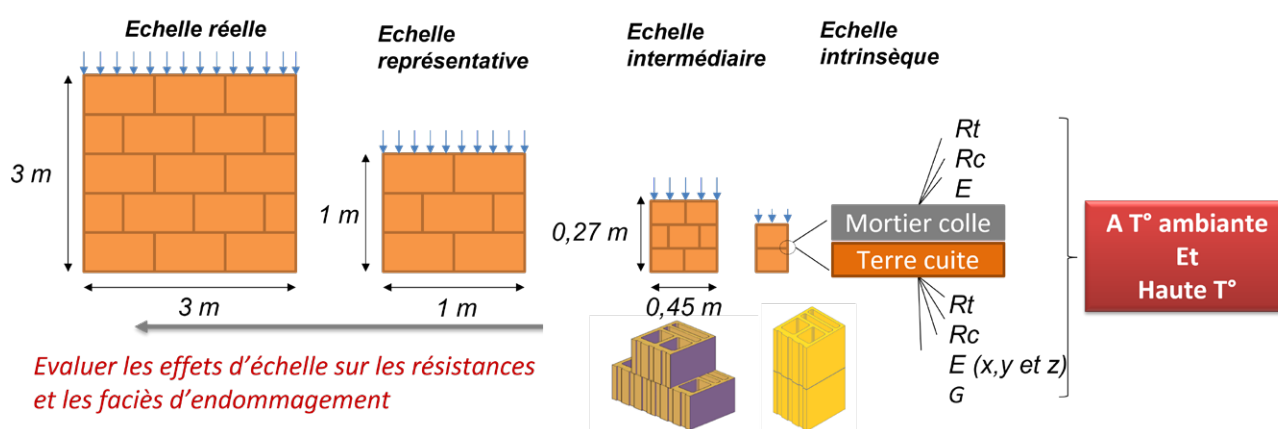 Echelle réelle
Echelle
représentative
Echelle
intermédiaire
Echelle
intrinsèque
3 m
3 m
1 m
1 m
0,27 m
0,45 m
Rt
Rc
E
Mortier colle
Terre cuite
Rt
Rc
E (x,y et z)
G
A T° ambiante
Et
Haute T°
Evaluer les effets d’échelle sur les résistances
et les faciès d’endommagement